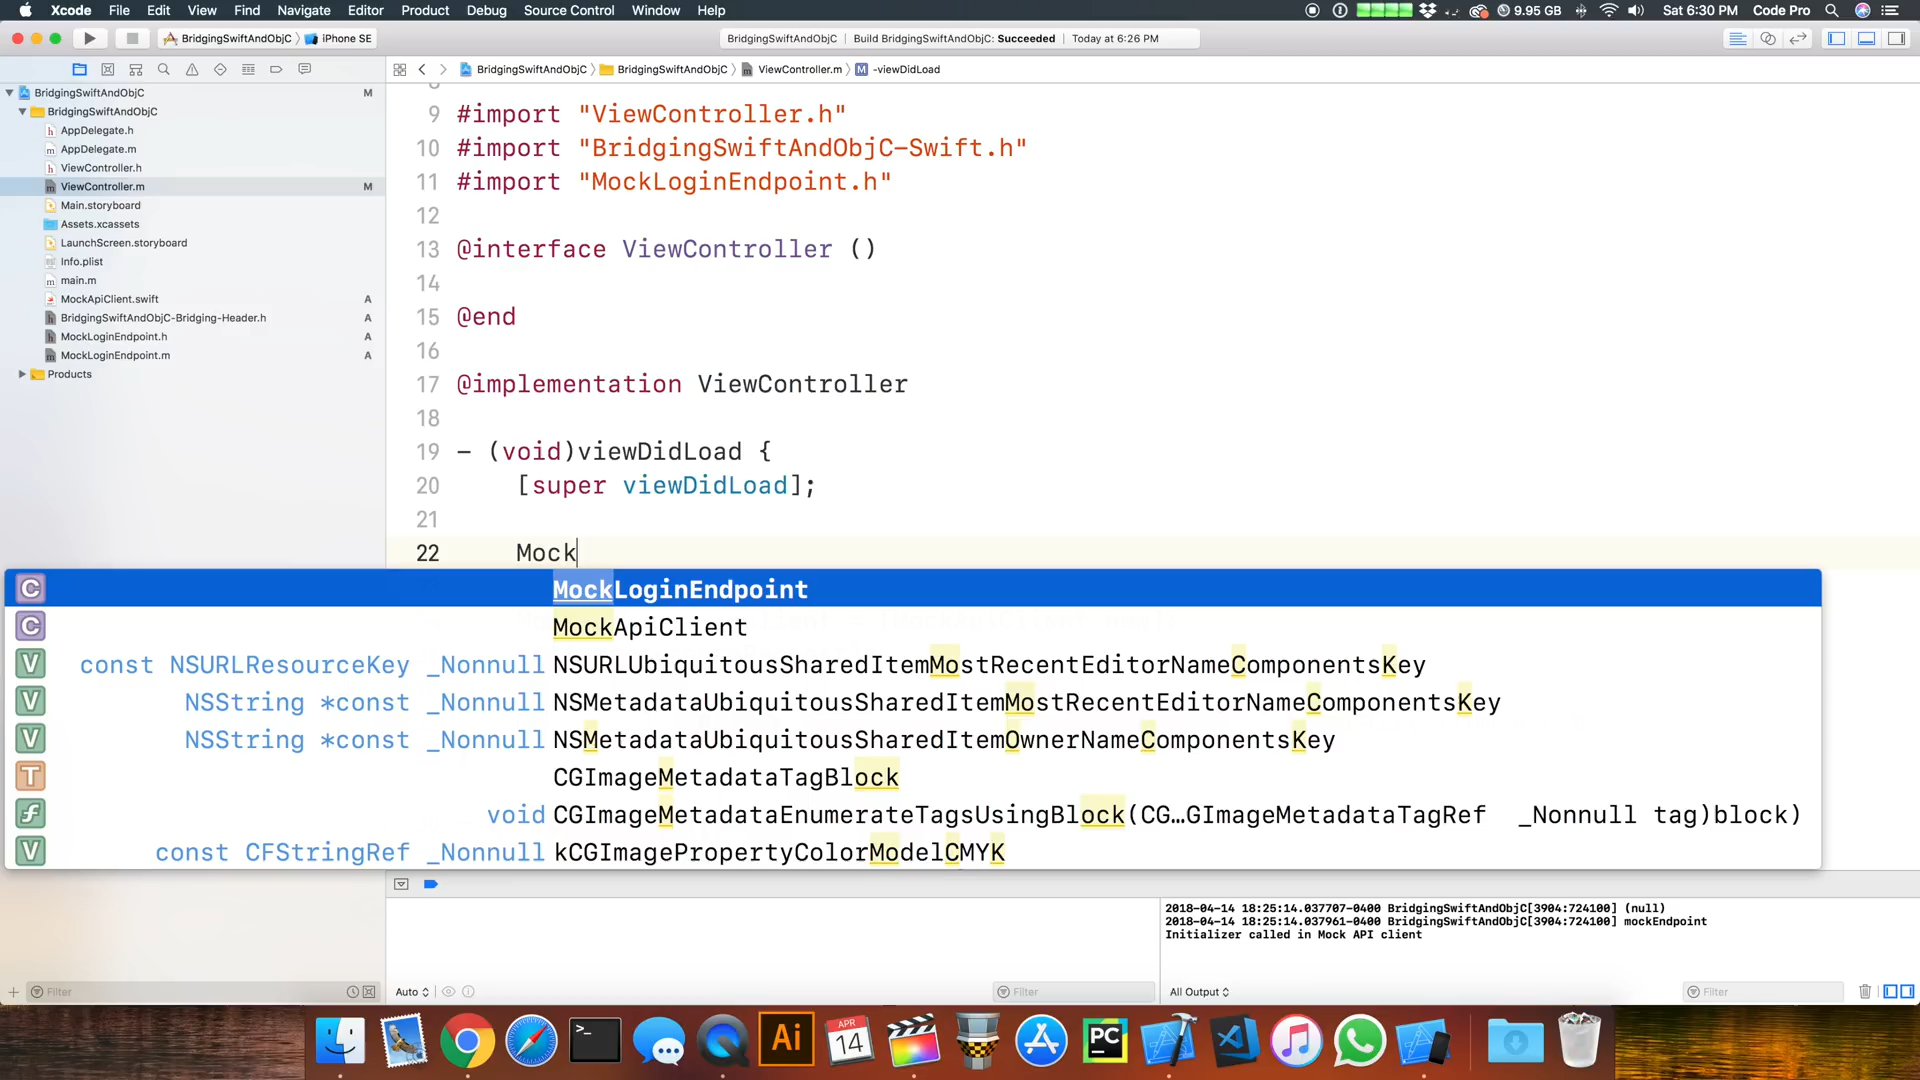 Xcode File Edit View Find Navigate Editor Product Debug Source Control Window Help 9.95 GB Sat 6:30 PM Code Pro
BridgingSwiftAndObjC iPhone SE BridgingSwiftAndObjC Build BridgingSwiftAndObjC: Succeeded Today at 6:26 PM
BridgingSwiftAndObjC BridgingSwiftAndObjC ViewController.m M -viewDidLoad
BridgingSwiftAndObjC M
BridgingSwiftAndObjC
h AppDelegate.h
m AppDelegate.m
h ViewController.h
m ViewController.m M
Main.storyboard
Assets.xcassets
LaunchScreen.storyboard
Info.plist
m main.m
MockApiClient.swift A
h BridgingSwiftAndObjC-Bridging-Header.h A
h MockLoginEndpoint.h A
m MockLoginEndpoint.m A
Products
9 #import "ViewController.h"
10 #import "BridgingSwiftAndObjC-Swift.h"
11 #import "MockLoginEndpoint.h"
12
13 @interface ViewController ()
14
15 @end
16
17 @implementation ViewController
18
19 - (void)viewDidLoad {
20 [super viewDidLoad];
21
22 Mock
C MockLoginEndpoint
C MockApiClient
V const NSURLResourceKey _Nonnull NSURLUbiquitousSharedItemMostRecentEditorNameComponentsKey
V NSString *const _Nonnull NSMetadataUbiquitousSharedItemMostRecentEditorNameComponentsKey
V NSString *const _Nonnull NSMetadataUbiquitousSharedItemOwnerNameComponentsKey
T CGImageMetadataTagBlock
f void CGImageMetadataEnumerateTagsUsingBlock(CG…GImageMetadataTagRef _Nonnull tag)block)
V const CFStringRef _Nonnull kCGImagePropertyColorModelCMYK
2018-04-14 18:25:14.037707-0400 BridgingSwiftAndObjC[3904:724100] (null)
2018-04-14 18:25:14.037961-0400 BridgingSwiftAndObjC[3904:724100] mockEndpoint
Initializer called in Mock API client
Filter Auto Filter All Output Filter
Ai APR 14 PC